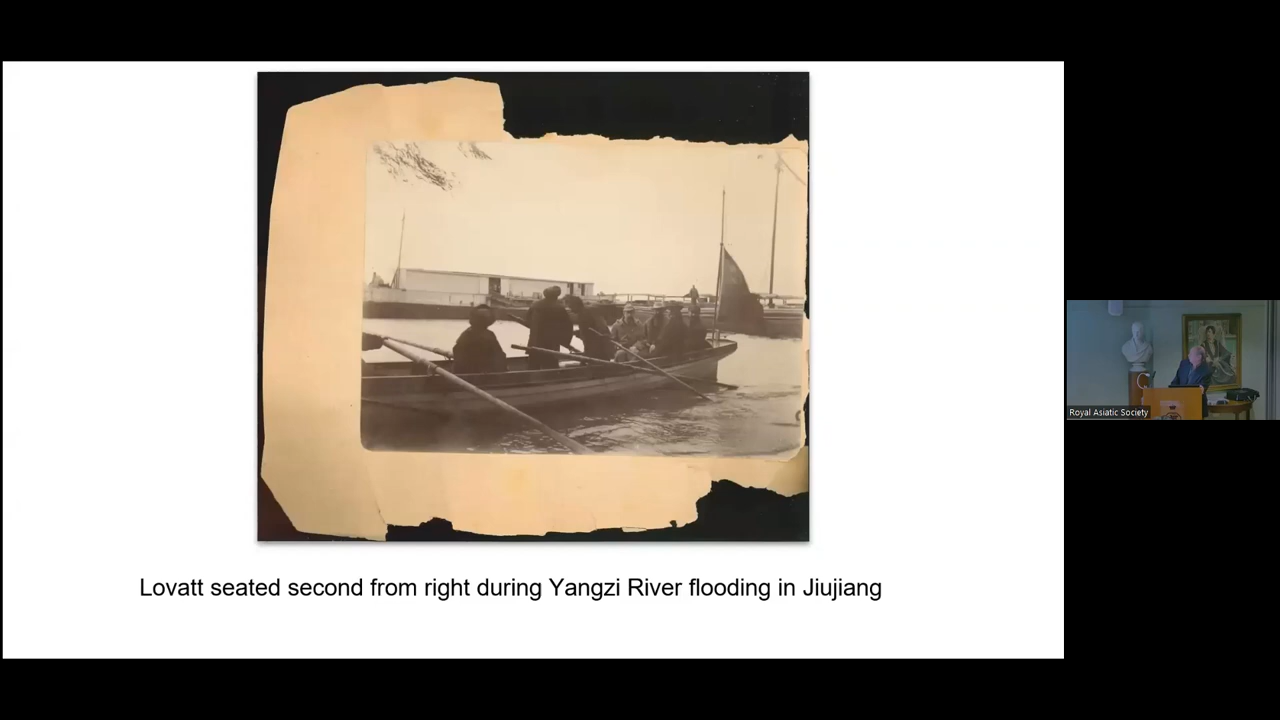 Lovatt seated second from right during Yangzi River flooding in Jiujiang
Royal Asiatic Society